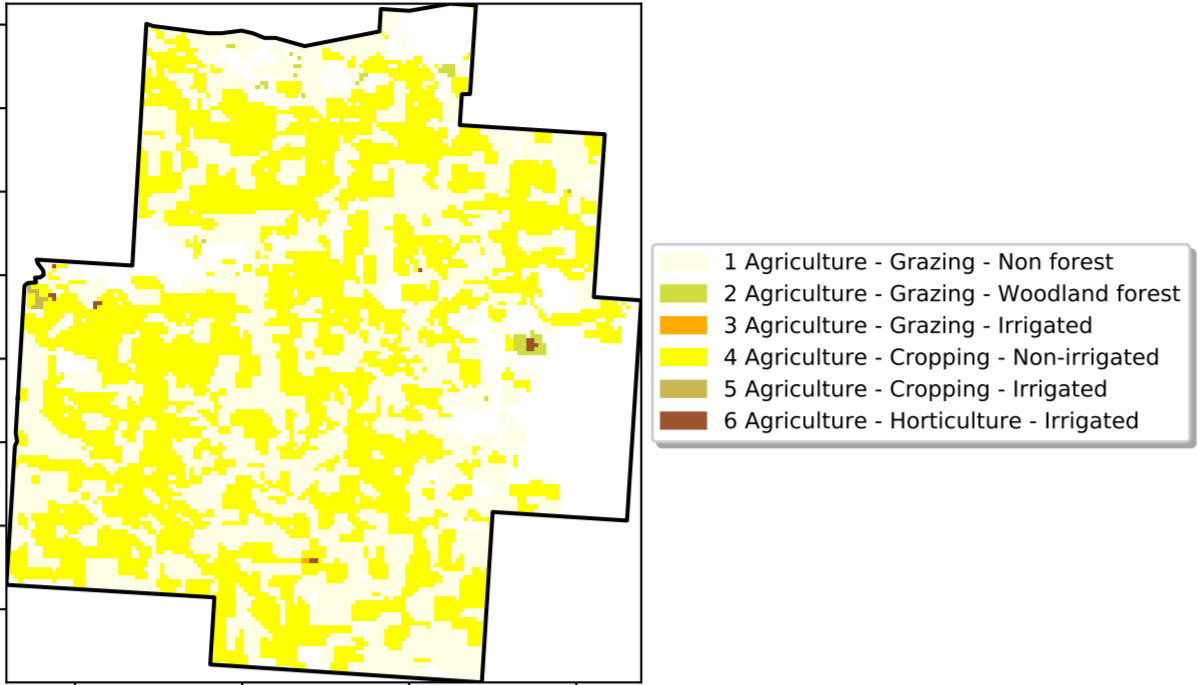 1 Agriculture - Grazing - Non forest
2 Agriculture - Grazing - Woodland forest
3 Agriculture - Grazing - Irrigated
4 Agriculture - Cropping - Non-irrigated
5 Agriculture - Cropping - Irrigated
6 Agriculture - Horticulture - Irrigated